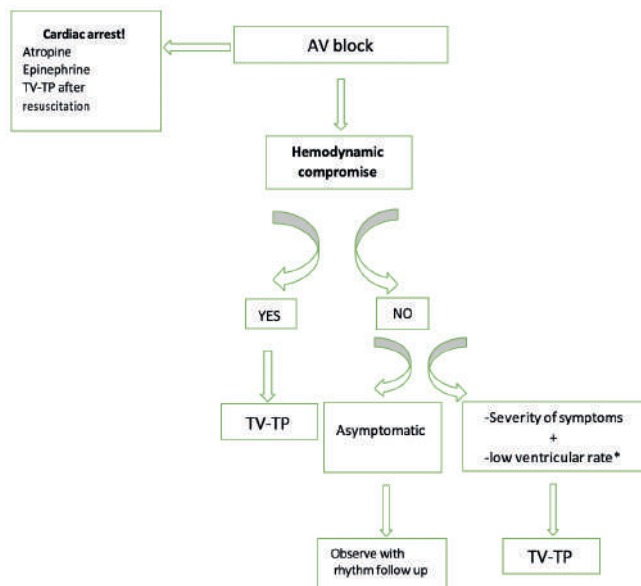 Cardiac arrest!
Atropine
Epinephrine
TV-TP after
resuscitation
AV block
Hemodynamic
compromise
YES
NO
TV-TP
Asymptomatic
-Severity of symptoms
+
-low ventricular rate*
Observe with
rhythm follow up
TV-TP